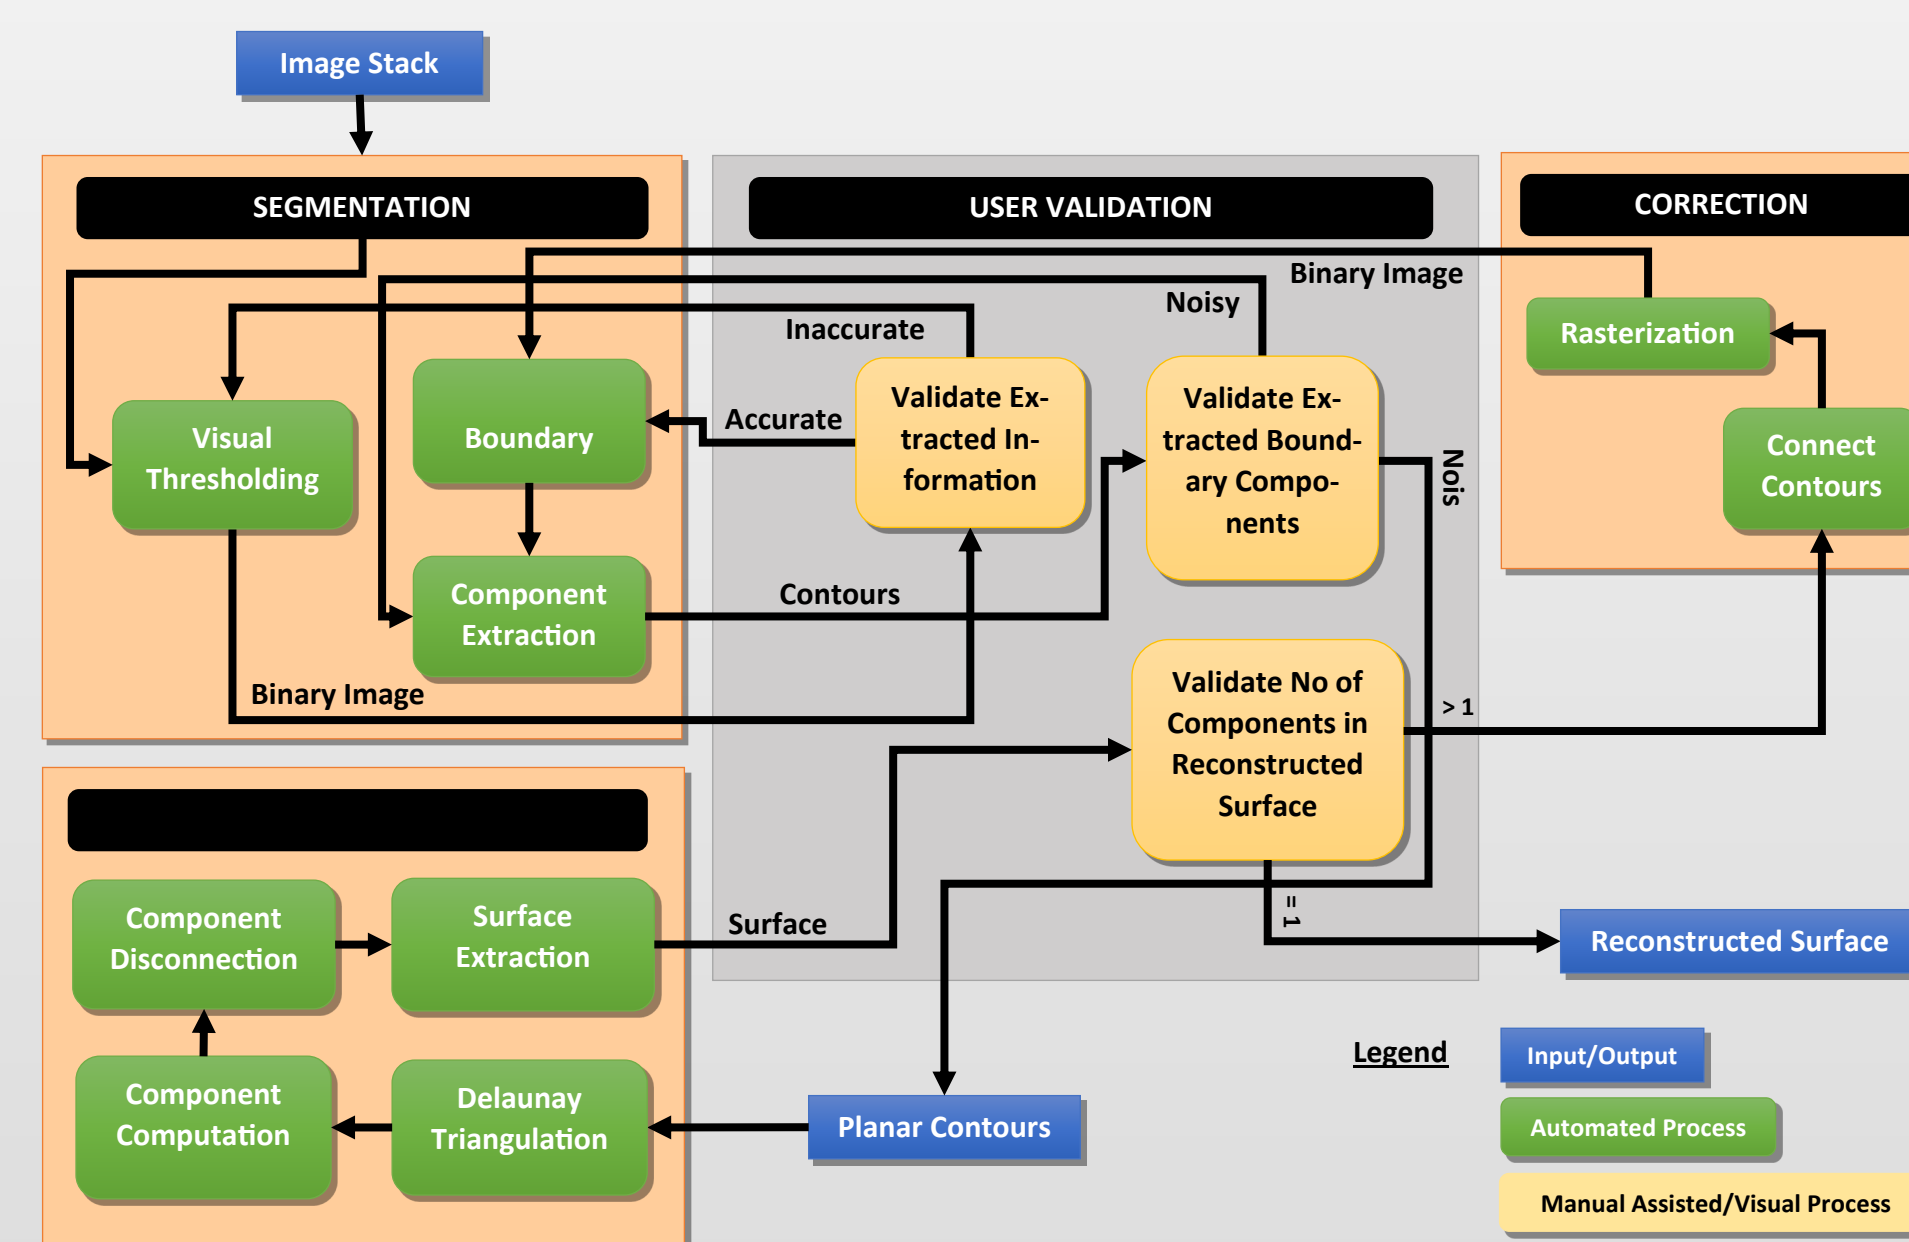 Image Stack
SEGMENTATION
USER VALIDATION
CORRECTION
Binary Image
Noisy
Inaccurate
Rasterization
Accurate
Visual
Thresholding
Boundary
Validate Ex-
tracted In-
formation
Validate Ex-
tracted Bound-
ary Compo-
nents
Nois
Connect
Contours
Component
Extraction
Contours
Binary Image
Validate No of
Components in
Reconstructed
Surface
> 1
= 1
Component
Disconnection
Surface
Extraction
Surface
Reconstructed Surface
Component
Computation
Delaunay
Triangulation
Planar Contours
Legend
Input/Output
Automated Process
Manual Assisted/Visual Process